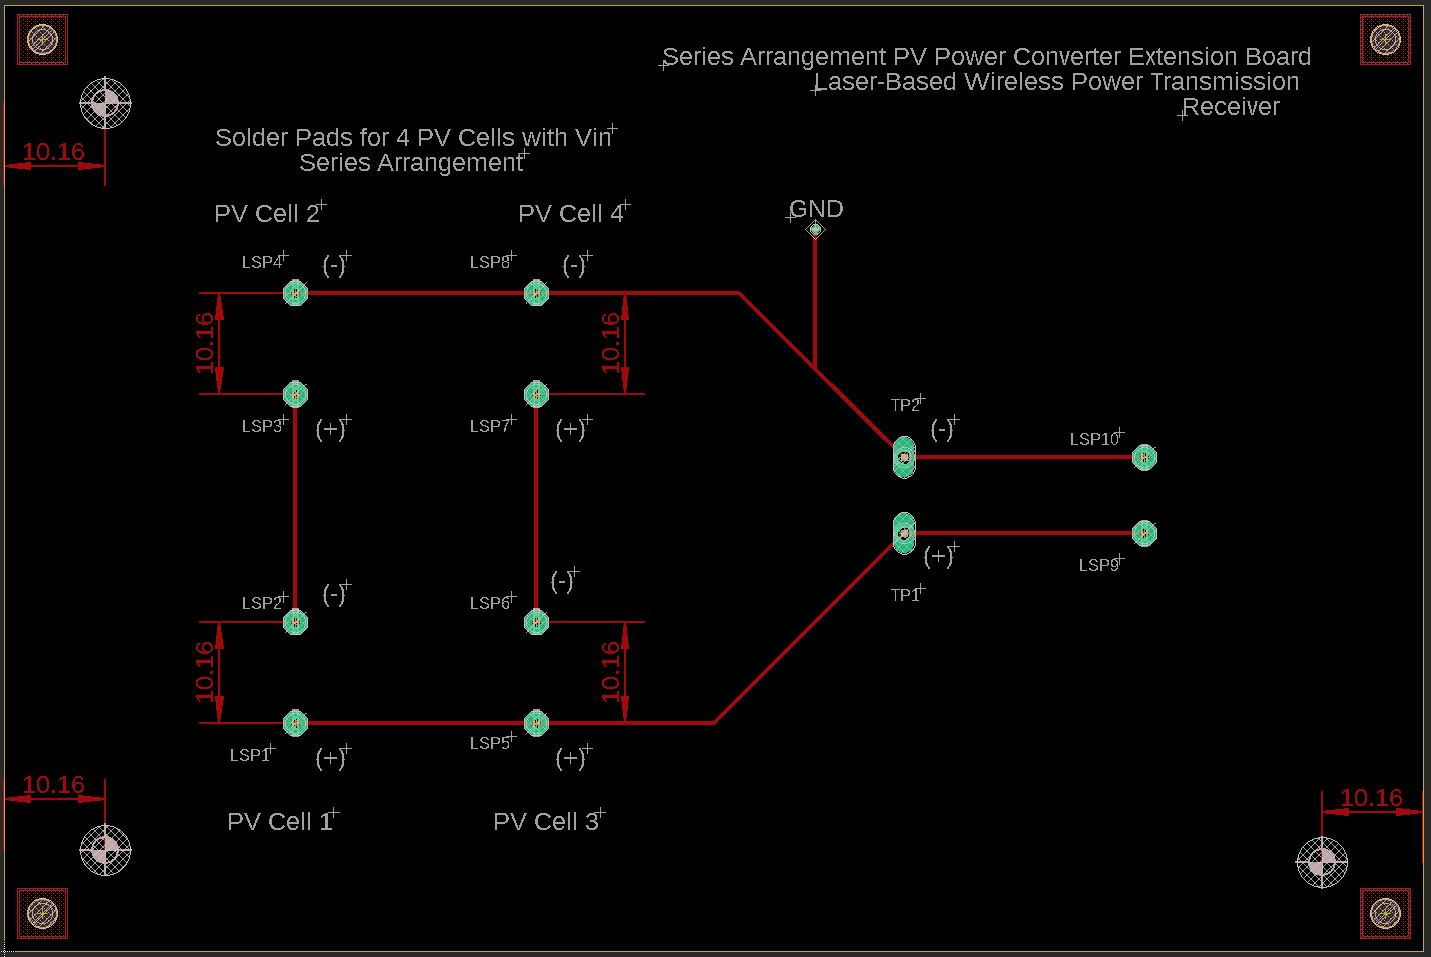 Series Arrangement PV Power Converter Extension Board
Laser-Based Wireless Power Transmission
Receiver
10.16
Solder Pads for 4 PV Cells with Vin
Series Arrangement
PV Cell 2
PV Cell 4
GND
LSP4
(-)
LSP8
(-)
10.16
10.16
LSP3
(+)
LSP7
(+)
TP2
(-)
LSP10
LSP2
(-)
LSP6
(-)
(+)
LSP9
TP1
10.16
10.16
LSP1
(+)
LSP5
(+)
10.16
10.16
PV Cell 1
PV Cell 3